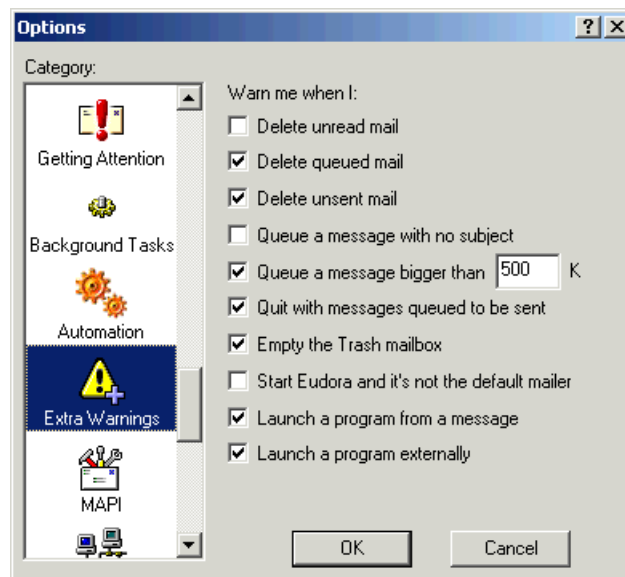 Options
Category:
Getting Attention
Background Tasks
Automation
Extra Warnings
MAPI
Warn me when I:
Delete unread mail
Delete queued mail
Delete unsent mail
Queue a message with no subject
Queue a message bigger than 500 K
Quit with messages queued to be sent
Empty the Trash mailbox
Start Eudora and it's not the default mailer
Launch a program from a message
Launch a program externally
OK Cancel